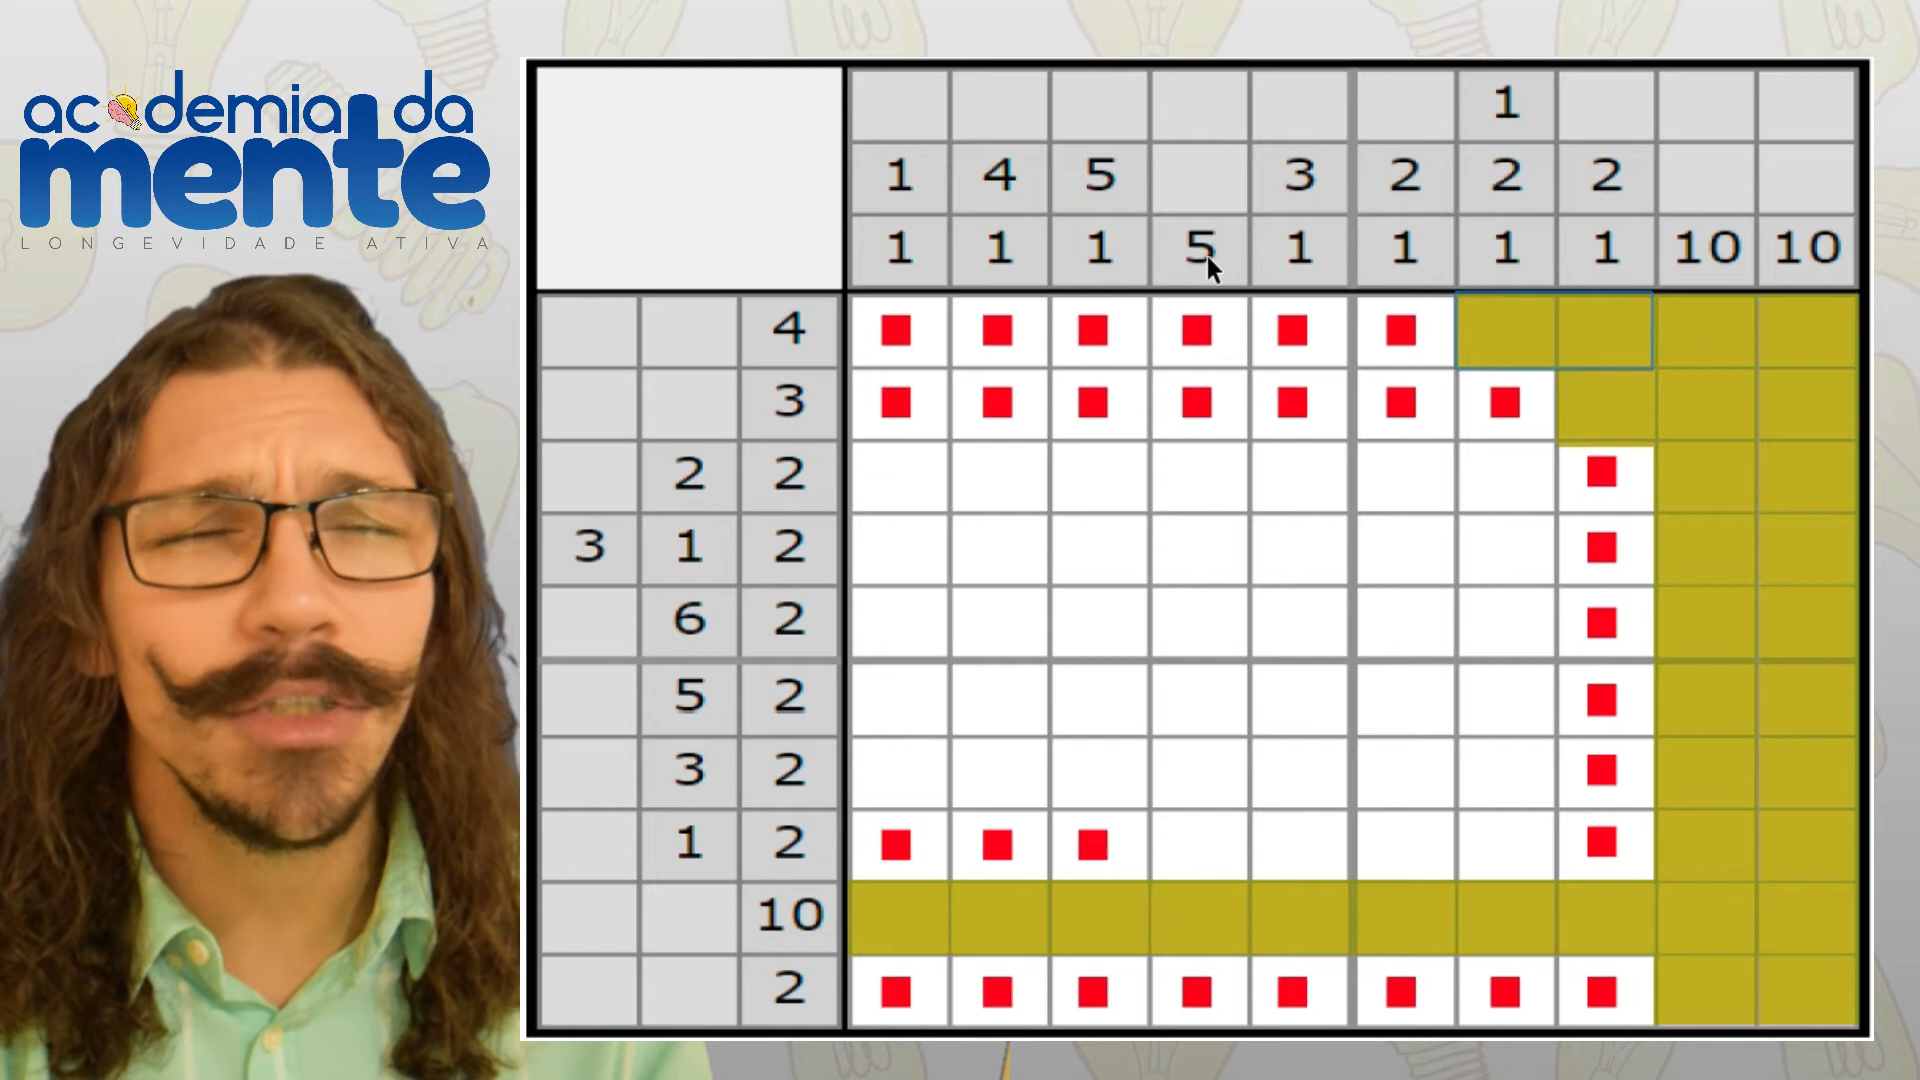 academia da
mente
LONGEVIDADE ATIVA
1
1 4 5 3 2 2 2
1 1 1 5 1 1 1 1 10 10
4
3
2 2
3 1 2
6 2
5 2
3 2
1 2
10
2